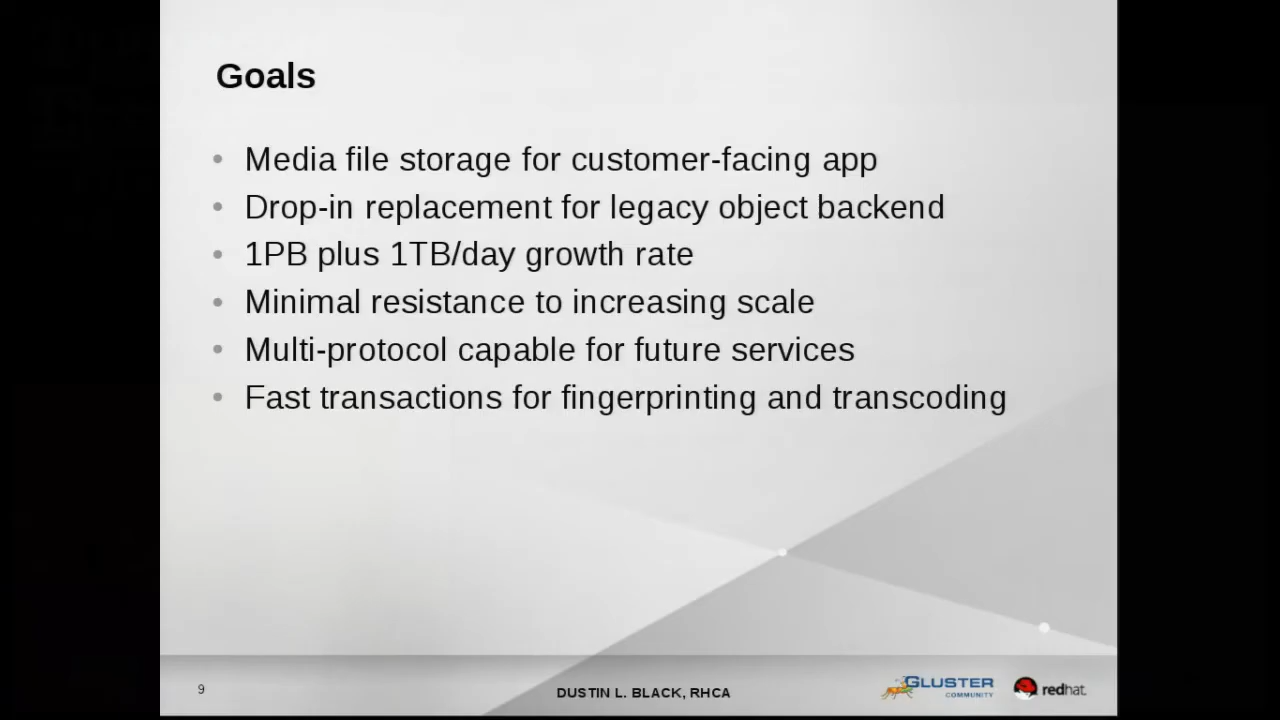 Goals
• Media file storage for customer-facing app
• Drop-in replacement for legacy object backend
• 1PB plus 1TB/day growth rate
• Minimal resistance to increasing scale
• Multi-protocol capable for future services
• Fast transactions for fingerprinting and transcoding
9
DUSTIN L. BLACK, RHCA
GLUSTER
COMMUNITY
redhat.